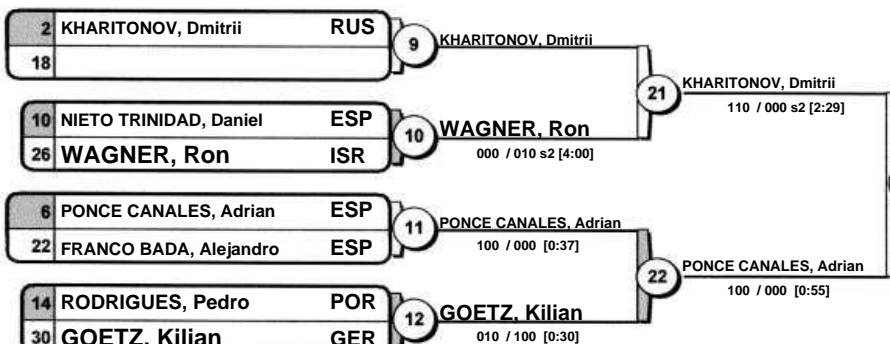 2 KHARITONOV, Dmitrii RUS
18
9
KHARITONOV, Dmitrii
10 NIETO TRINIDAD, Daniel ESP
26 WAGNER, Ron ISR
10
WAGNER, Ron
000 / 010 s2 [4:00]
21
KHARITONOV, Dmitrii
110 / 000 s2 [2:29]
6 PONCE CANALES, Adrian ESP
22 FRANCO BADA, Alejandro ESP
11
PONCE CANALES, Adrian
100 / 000 [0:37]
14 RODRIGUES, Pedro POR
30 GOETZ, Kilian GER
12
GOETZ, Kilian
010 / 100 [0:30]
22
PONCE CANALES, Adrian
100 / 000 [0:55]